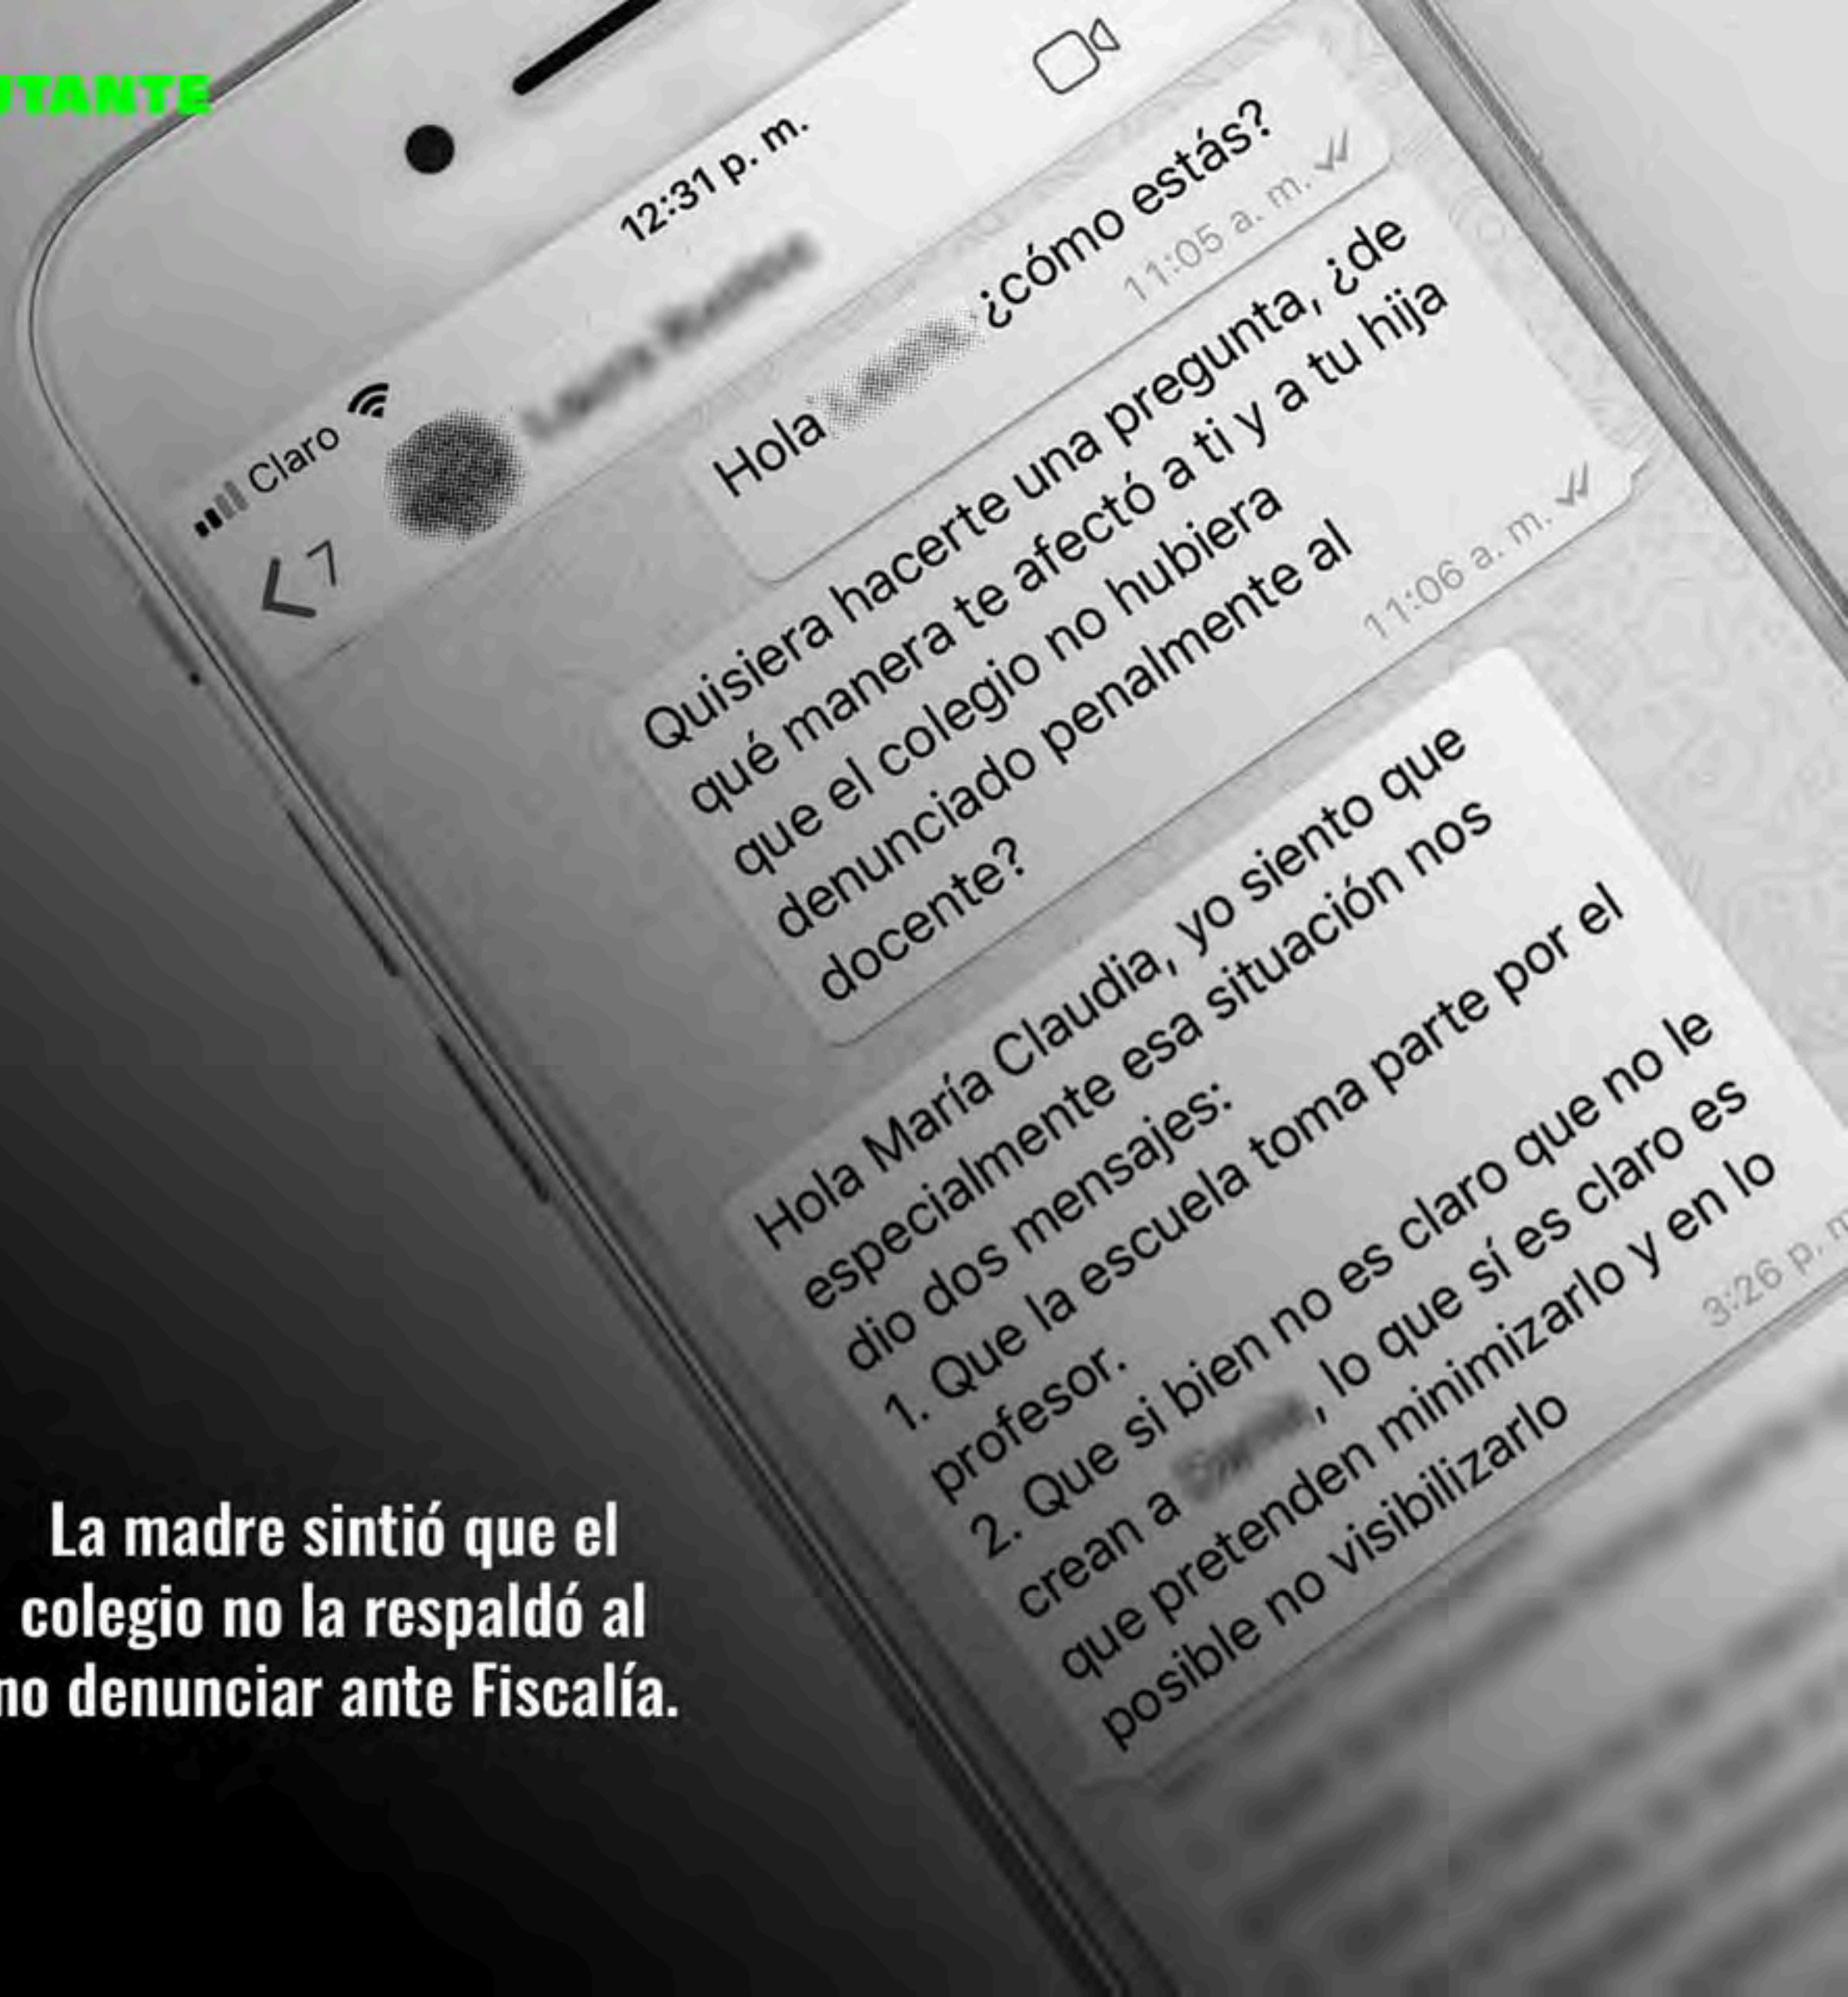 UTANTE
12:31 p. m.
Claro
7
Hola ¿cómo estás?
11:05 a. m.
Quisiera hacerte una pregunta, ¿de
qué manera te afectó a ti y a tu hija
que el colegio no hubiera
denunciado penalmente al
docente?
11:06 a. m.
Hola María Claudia, yo siento que
especialmente esa situación nos
dio dos mensajes:
1. Que la escuela toma parte por el
profesor.
2. Que si bien no es claro que no le
crean a , lo que sí es claro es
que pretenden minimizarlo y en lo
posible no visibilizarlo
3:26 p. m
La madre sintió que el
colegio no la respaldó al
no denunciar ante Fiscalía.